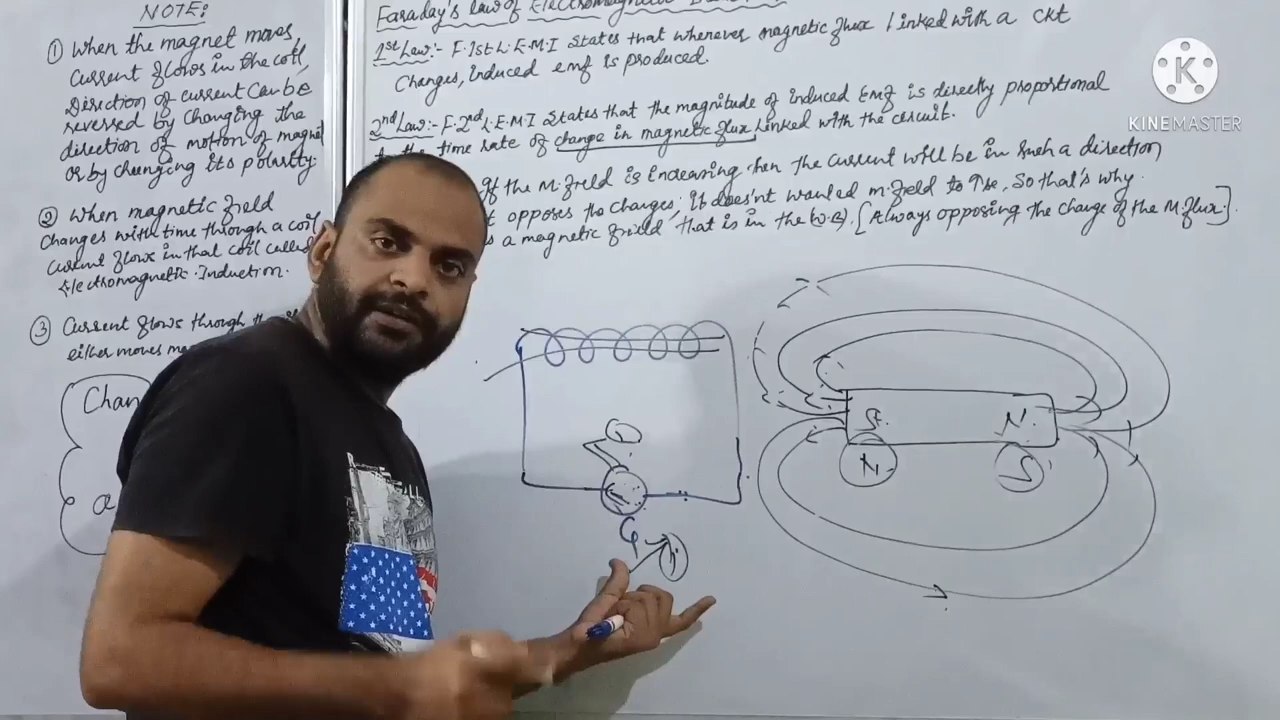 NOTE:
① When the magnet moves,
Current flows in the coil,
Direction of current can be
reversed by changing the
direction of motion of magnet
or by changing its polarity.
② When magnetic field
changes with time through a coil
current flows in that coil called
Electromagnetic Induction.
③ Current flows through the
either moves
Chan
a
Faraday's law of Electromagnetic
1st Law:- F.1st L.E.M.I States that whenever magnetic flux linked with a ckt
Changes, Induced emf is produced.
2nd Law:- F.2nd L.E.M.I States that the magnitude of induced Emf is directly proportional
to the time rate of change in magnetic flux linked with the circuit.
If the M.field is Increasing then the current will be in such a direction
opposes the changes, It does'nt wanted m.field to rse, So that's why
s a magnetic field that is in the [Always opposing the change of the M.flux.]
G
S N.
N S
KINEMASTER